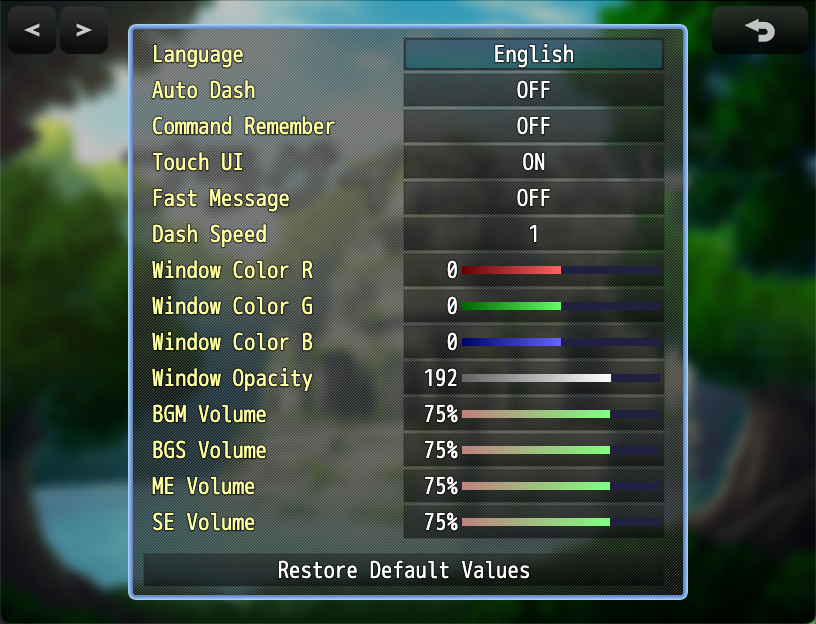 < >
Language English
Auto Dash OFF
Command Remember OFF
Touch UI ON
Fast Message OFF
Dash Speed 1
Window Color R 0
Window Color G 0
Window Color B 0
Window Opacity 192
BGM Volume 75%
BGS Volume 75%
ME Volume 75%
SE Volume 75%
Restore Default Values